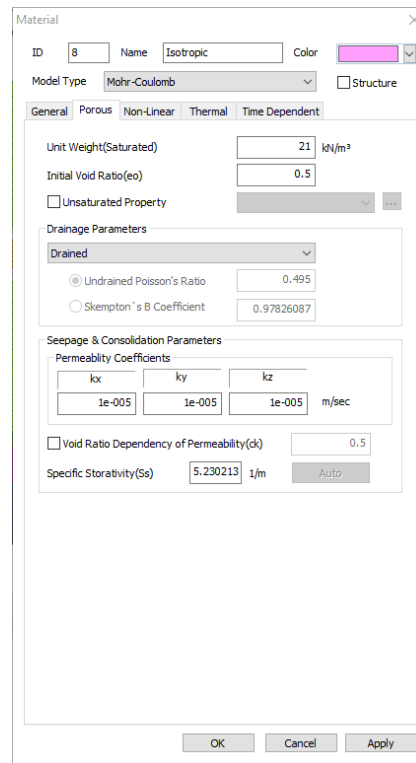 Material
ID 8 Name Isotropic Color
Model Type Mohr-Coulomb Structure
General Porous Non-Linear Thermal Time Dependent
Unit Weight(Saturated) 21 kN/m³
Initial Void Ratio(eo) 0.5
Unsaturated Property ...
Drainage Parameters
Drained
Undrained Poisson's Ratio 0.495
Skempton`s B Coefficient 0.97826087
Seepage & Consolidation Parameters
Permeablity Coefficients
kx ky kz
1e-005 1e-005 1e-005 m/sec
Void Ratio Dependency of Permeability(ck) 0.5
Specific Storativity(Ss) 5.230213 1/m Auto
OK Cancel Apply